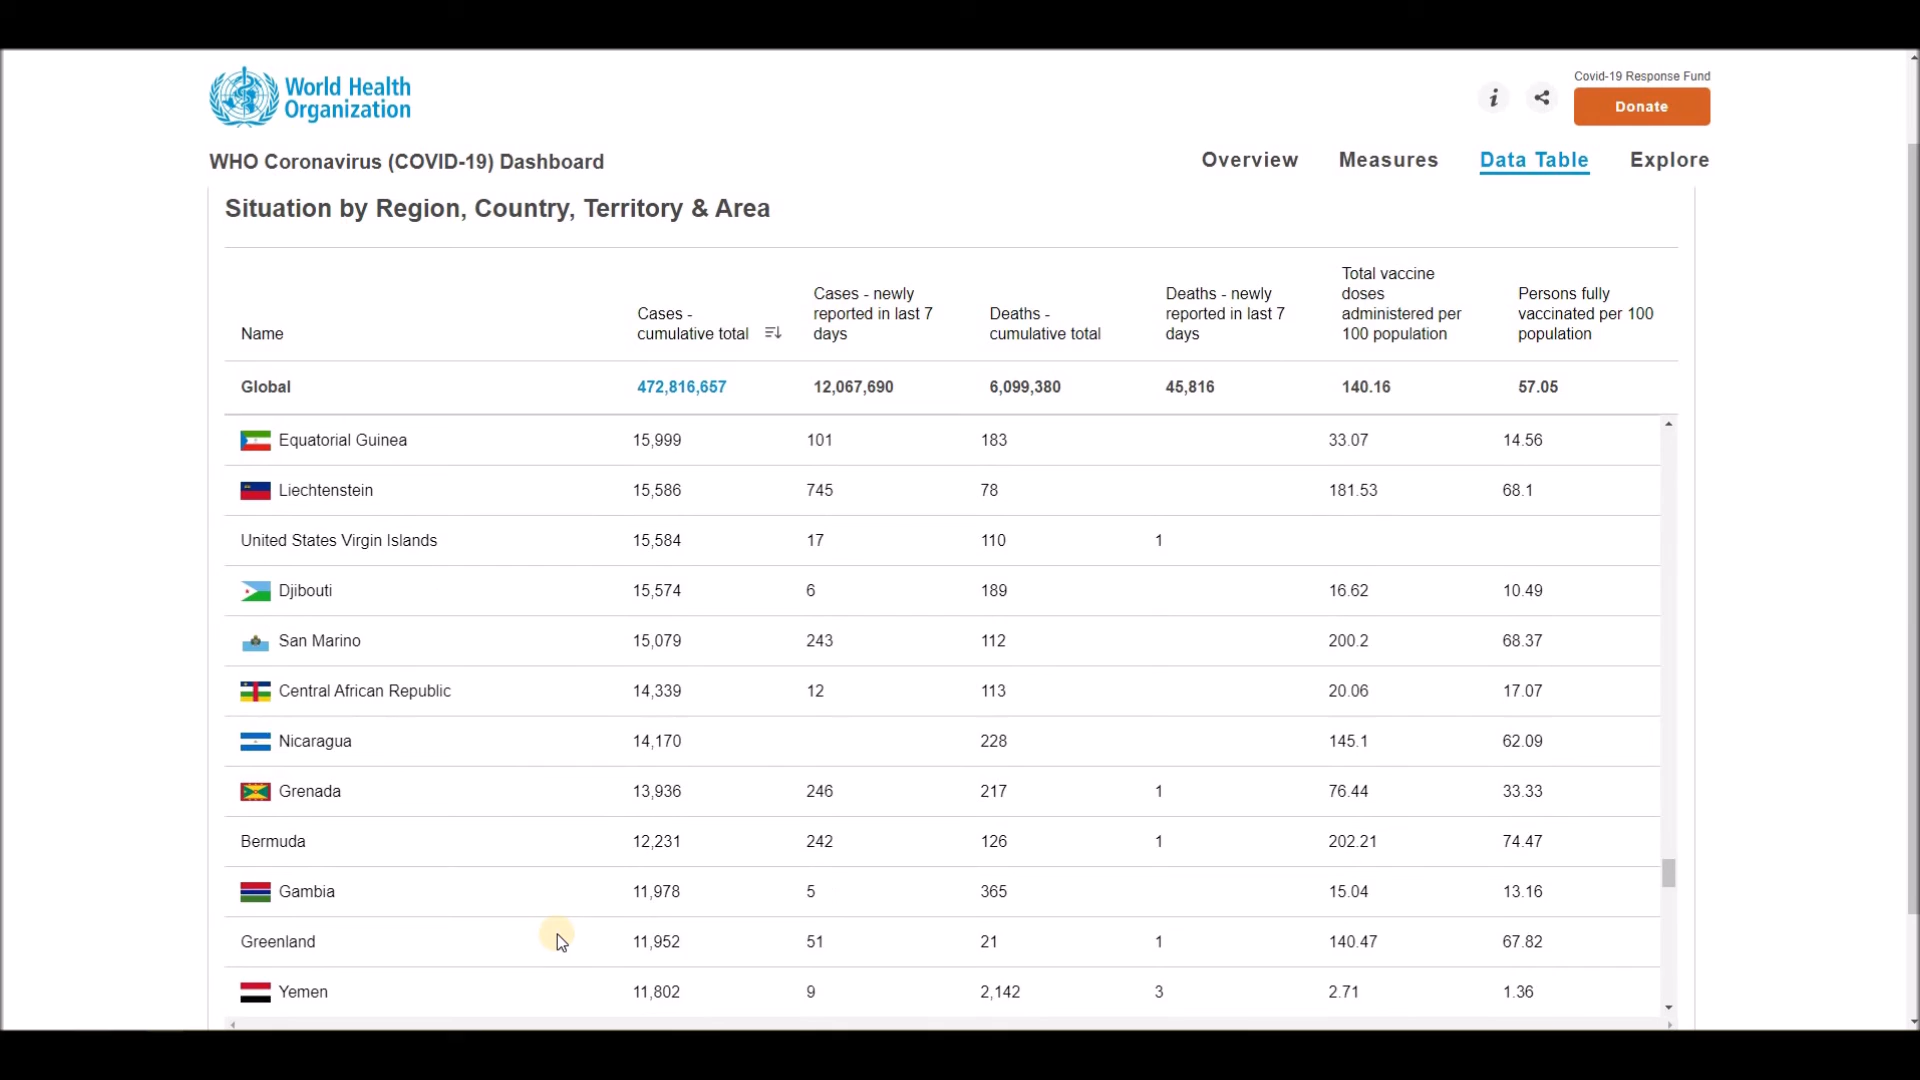 World Health
Organization
Covid-19 Response Fund
Donate
WHO Coronavirus (COVID-19) Dashboard
Overview Measures Data Table Explore
Situation by Region, Country, Territory & Area
Name
Cases -
cumulative total
Cases - newly
reported in last 7
days
Deaths -
cumulative total
Deaths - newly
reported in last 7
days
Total vaccine
doses
administered per
100 population
Persons fully
vaccinated per 100
population
Global 472,816,657 12,067,690 6,099,380 45,816 140.16 57.05
Equatorial Guinea 15,999 101 183 33.07 14.56
Liechtenstein 15,586 745 78 181.53 68.1
United States Virgin Islands 15,584 17 110 1
Djibouti 15,574 6 189 16.62 10.49
San Marino 15,079 243 112 200.2 68.37
Central African Republic 14,339 12 113 20.06 17.07
Nicaragua 14,170 228 145.1 62.09
Grenada 13,936 246 217 1 76.44 33.33
Bermuda 12,231 242 126 1 202.21 74.47
Gambia 11,978 5 365 15.04 13.16
Greenland 11,952 51 21 1 140.47 67.82
Yemen 11,802 9 2,142 3 2.71 1.36